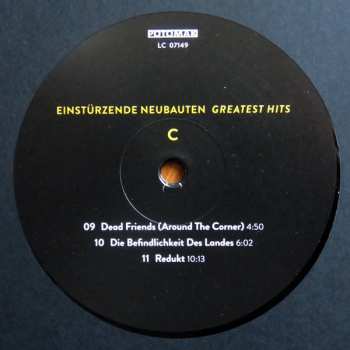 POTOMAK
LC 07149
EINSTÜRZENDE NEUBAUTEN GREATEST HITS
C
09 Dead Friends (Around The Corner) 4:50
10 Die Befindlichkeit Des Landes 6:02
11 Redukt 10:13